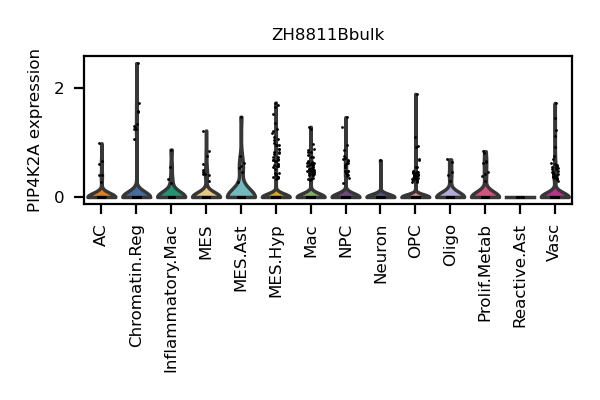 ZH8811Bbulk
PIP4K2A expression
2
0
AC
Chromatin.Reg
Inflammatory.Mac
MES
MES.Ast
MES.Hyp
Mac
NPC
Neuron
OPC
Oligo
Prolif.Metab
Reactive.Ast
Vasc